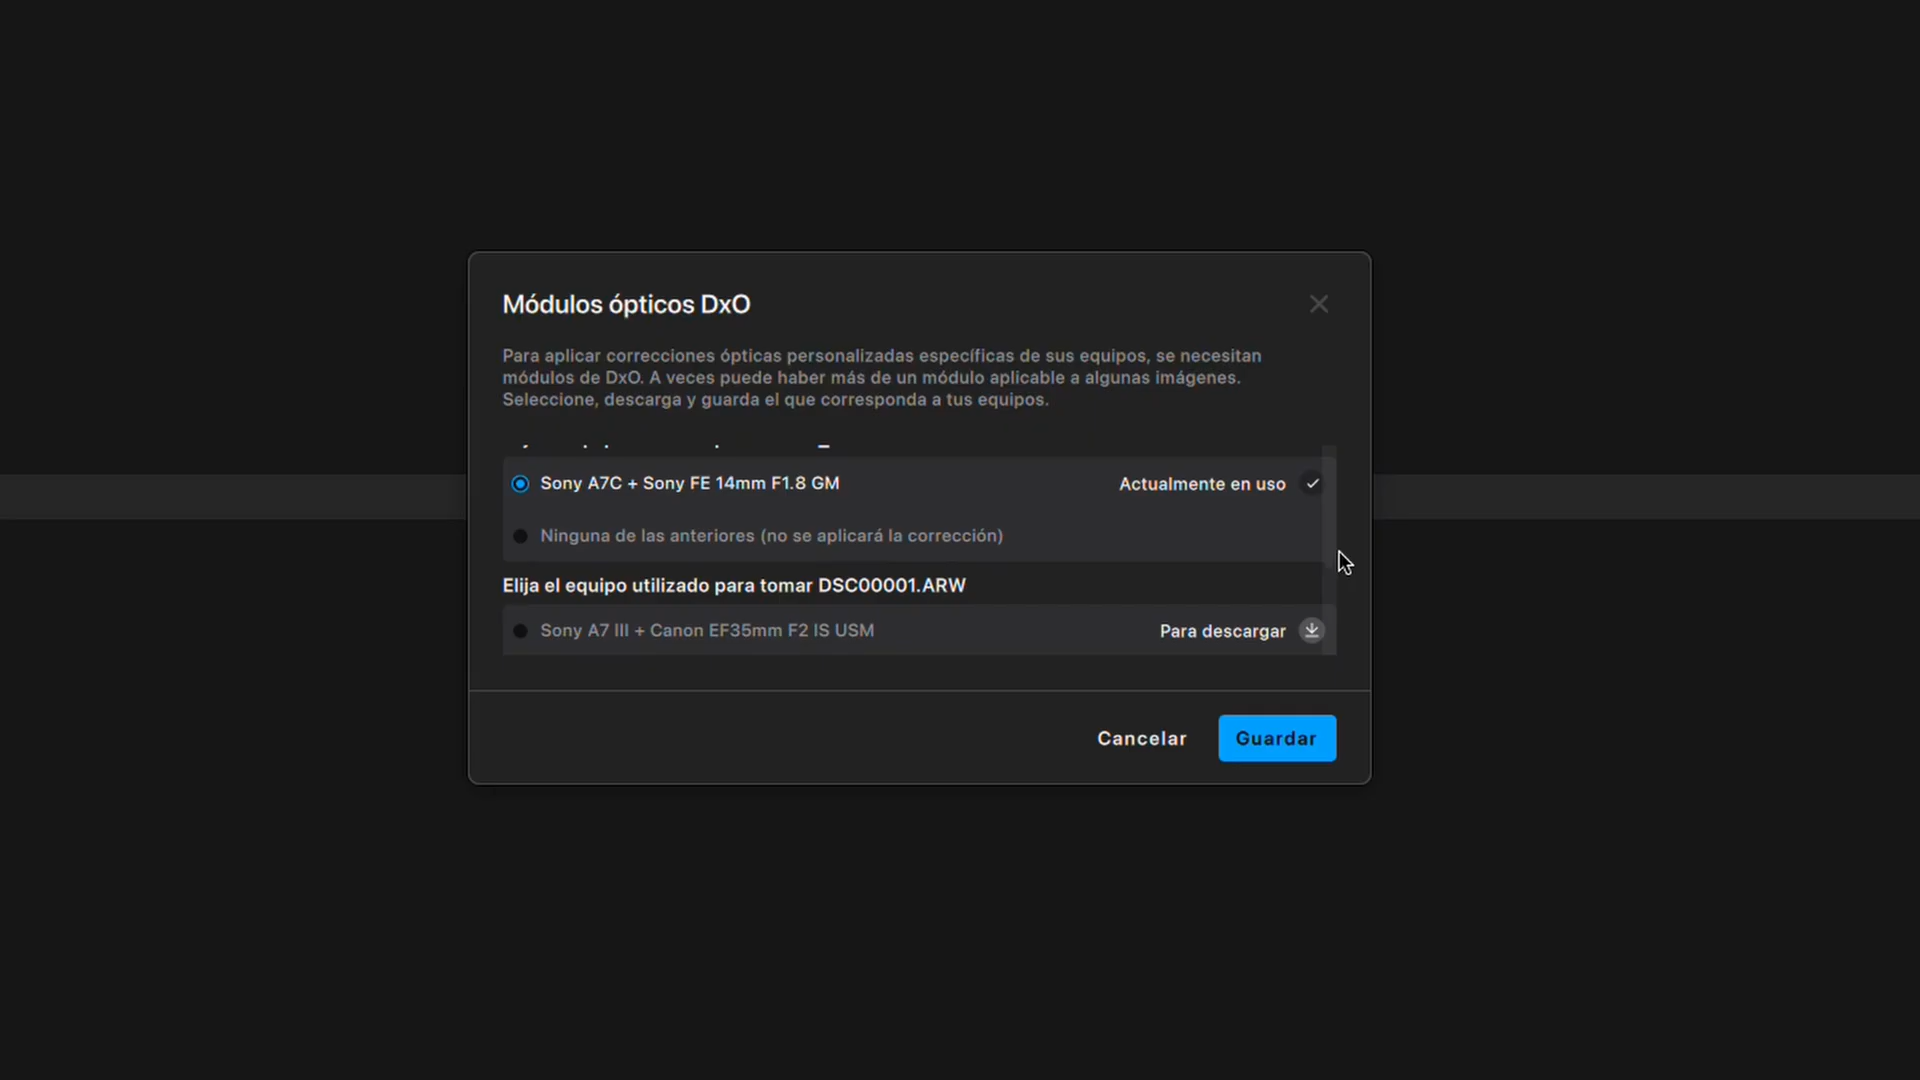 Módulos ópticos DxO
Para aplicar correcciones ópticas personalizadas específicas de sus equipos, se necesitan
módulos de DxO. A veces puede haber más de un módulo aplicable a algunas imágenes.
Seleccione, descarga y guarda el que corresponda a tus equipos.
Sony A7C + Sony FE 14mm F1.8 GM
Actualmente en uso
Ninguna de las anteriores (no se aplicará la corrección)
Elija el equipo utilizado para tomar DSC00001.ARW
Sony A7 III + Canon EF35mm F2 IS USM
Para descargar
Cancelar
Guardar